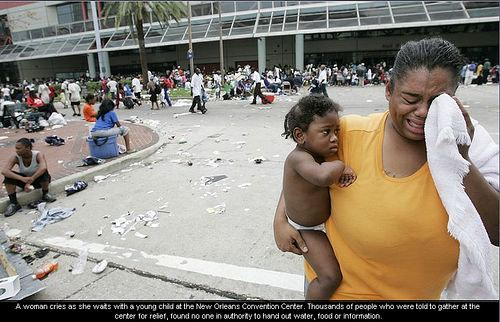 A woman cries as she waits with a young child at the New Orleans Convention Center. Thousands of people who were told to gather at the
center for relief, found no one in authority to hand out water, food or information.